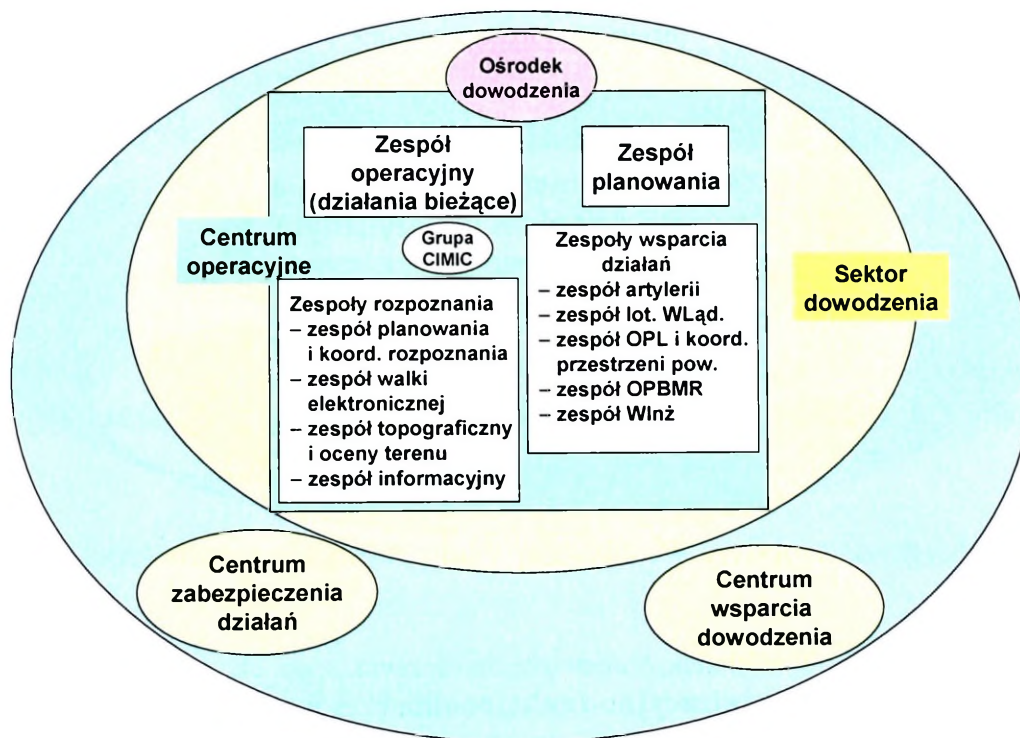 Ośrodek
dowodzenia
Zespół
operacyjny
(działania bieżące)
Zespół
planowania
Centrum
operacyjne
Grupa
CIMIC
Zespoły rozpoznania
– zespół planowania
i koord. rozpoznania
– zespół walki
elektronicznej
– zespół topograficzny
i oceny terenu
– zespół informacyjny
Zespoły wsparcia
działań
– zespół artylerii
– zespół lot. WLąd.
– zespół OPL i koord.
przestrzeni pow.
– zespół OPBMR
– zespół WInż
Sektor
dowodzenia
Centrum
zabezpieczenia
działań
Centrum
wsparcia
dowodzenia